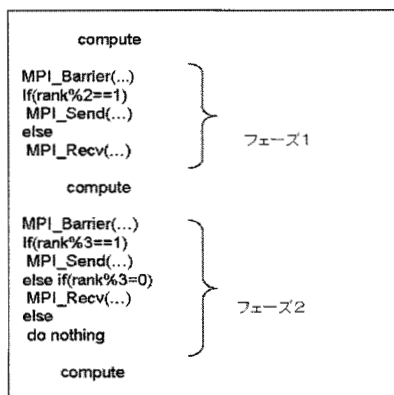 compute
MPI_Barrier(...)
If(rank%2==1)
MPI_Send(...)
else
MPI_Recv(...)
フェーズ1
compute
MPI_Barrier(...)
If(rank%3==1)
MPI_Send(...)
else if(rank%3=0)
MPI_Recv(...)
else
do nothing
フェーズ2
compute